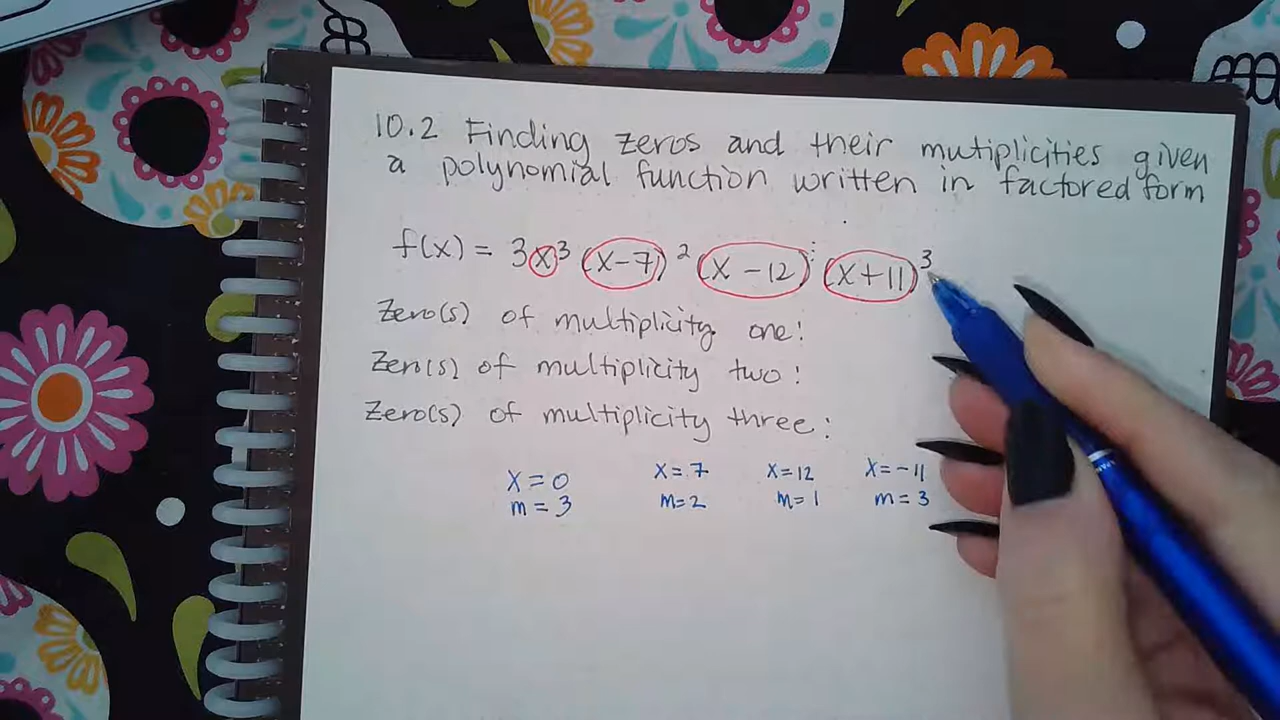 10.2 Finding zeros and their mutiplicities given
a polynomial function written in factored form
f(x) = 3x³ (x-7)² (x-12) (x+11)³
Zero(s) of multiplicity one:
Zero(s) of multiplicity two:
Zero(s) of multiplicity three:
x=0 x=7 x=12 x=-11
m=3 m=2 m=1 m=3